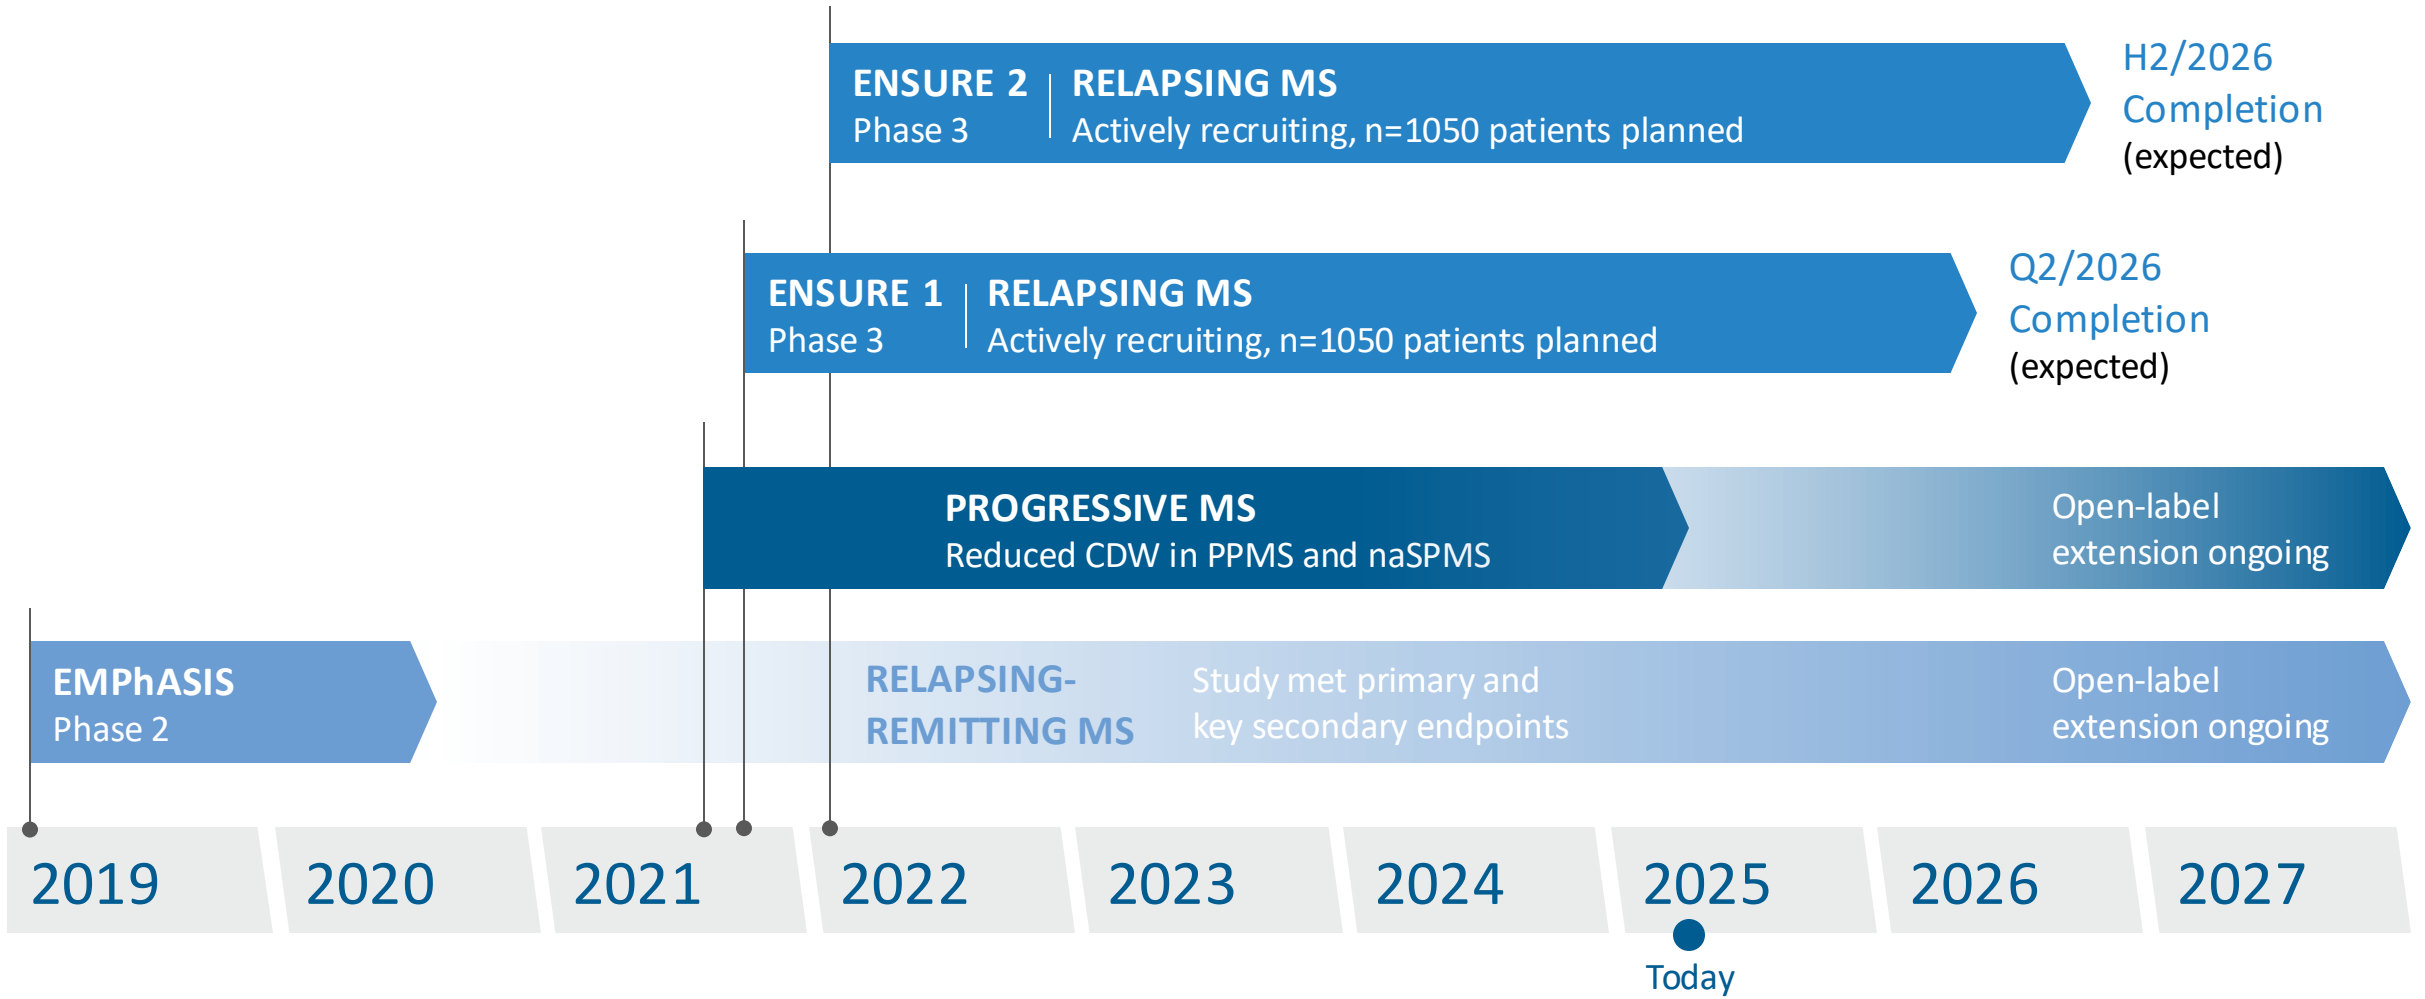 ENSURE 2
Phase 3
RELAPSING MS
Actively recruiting, n=1050 patients planned
H2/2026
Completion
(expected)
ENSURE 1
Phase 3
RELAPSING MS
Actively recruiting, n=1050 patients planned
Q2/2026
Completion
(expected)
PROGRESSIVE MS
Reduced CDW in PPMS and naSPMS
Open-label
extension ongoing
EMPhASIS
Phase 2
RELAPSING-
REMITTING MS
Study met primary and
key secondary endpoints
Open-label
extension ongoing
2019 2020 2021 2022 2023 2024 2025 2026 2027
Today